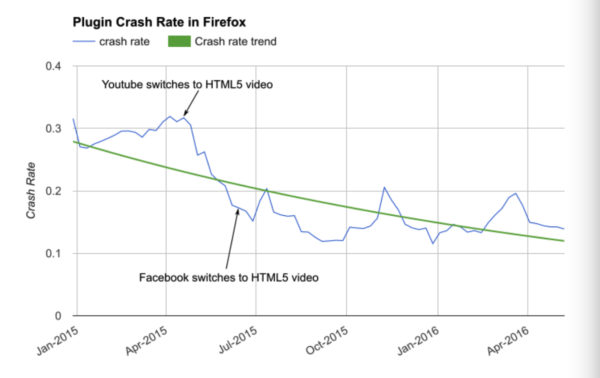 Plugin Crash Rate in Firefox
crash rate
Crash rate trend
0.4
Youtube switches to HTML5 video
0.3
Crash Rate
0.2
0.1
Facebook switches to HTML5 video
0
Jan-2015
Apr-2015
Jul-2015
Oct-2015
Jan-2016
Apr-2016